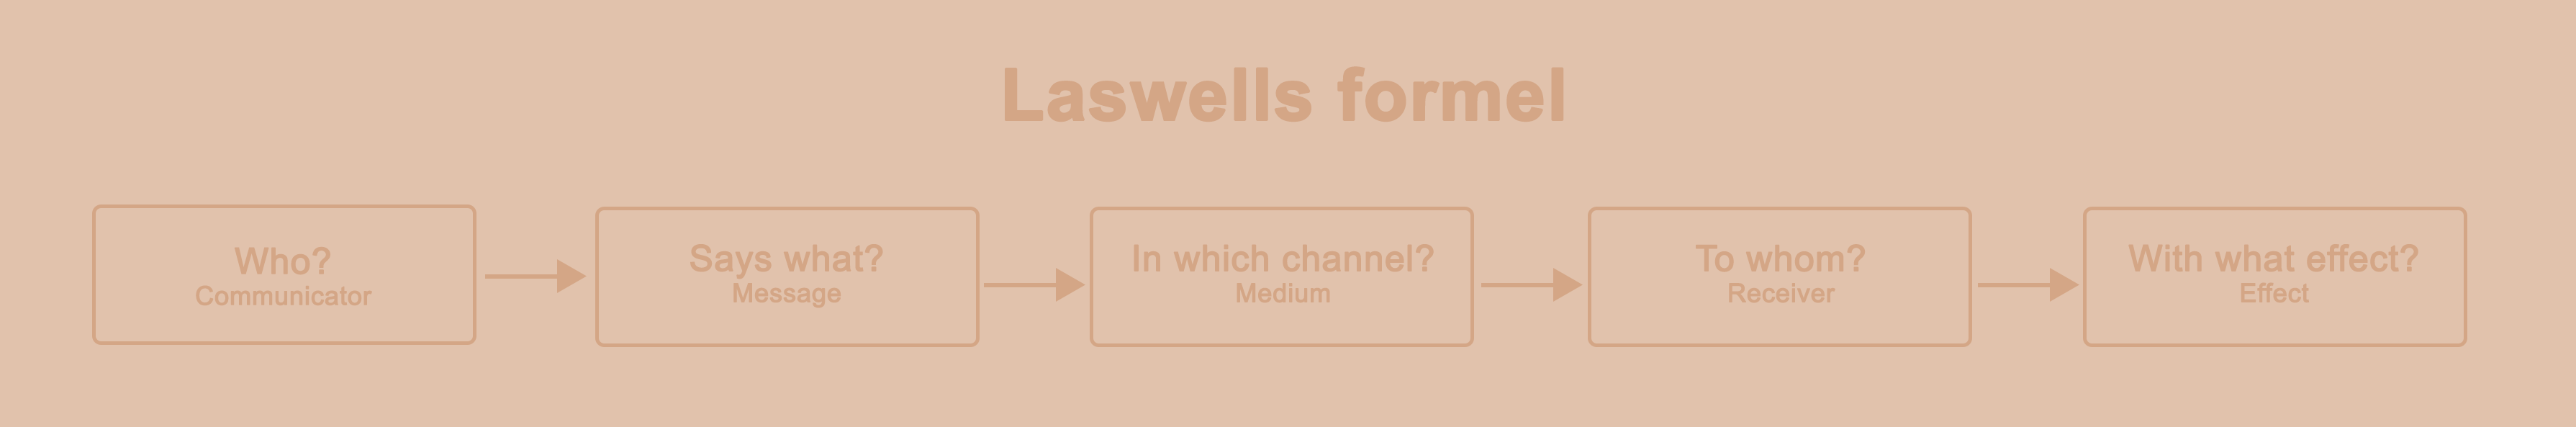 Laswells formel
Who?
Communicator
Says what?
Message
In which channel?
Medium
To whom?
Receiver
With what effect?
Effect